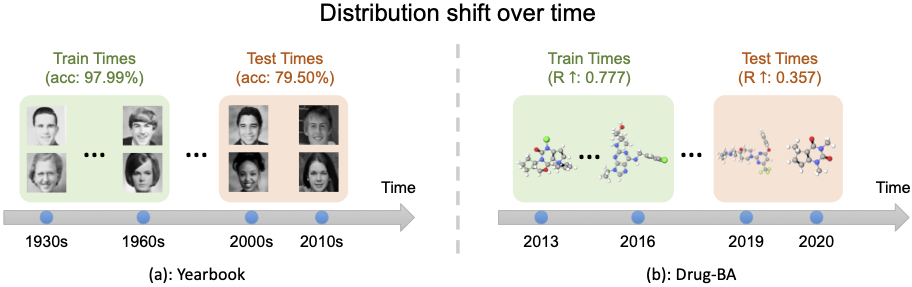 Distribution shift over time
Train Times
(acc: 97.99%)
Test Times
(acc: 79.50%)
...
...
Time
1930s
1960s
2000s
2010s
(a): Yearbook
Train Times
(R ↑: 0.777)
Test Times
(R ↑: 0.357)
...
...
Time
2013
2016
2019
2020
(b): Drug-BA